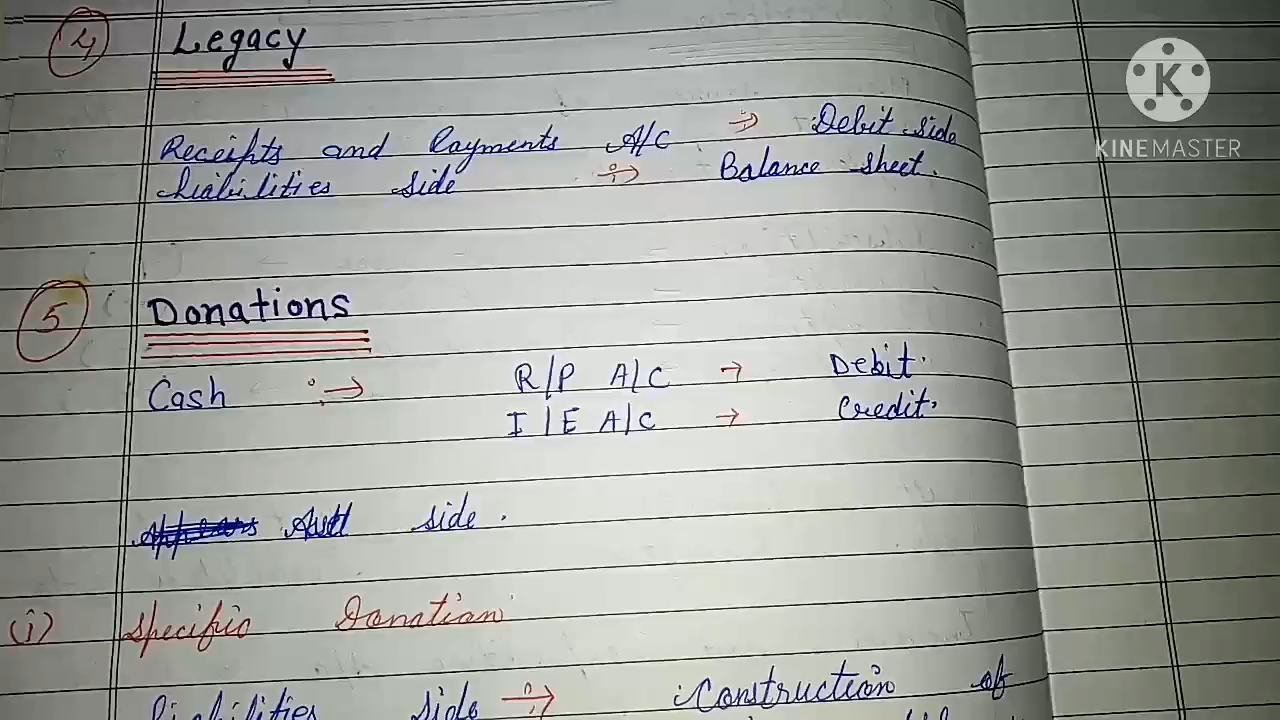 4 Legacy
Receipts and Payments A/C → Debit side
Liabilities side → Balance Sheet.
5 Donations
Cash :→ R/P A/C → Debit.
I/E A/C → Credit.
side.
(i) Specific Donation
Liabilities side :→ Construction of
K
KINEMASTER